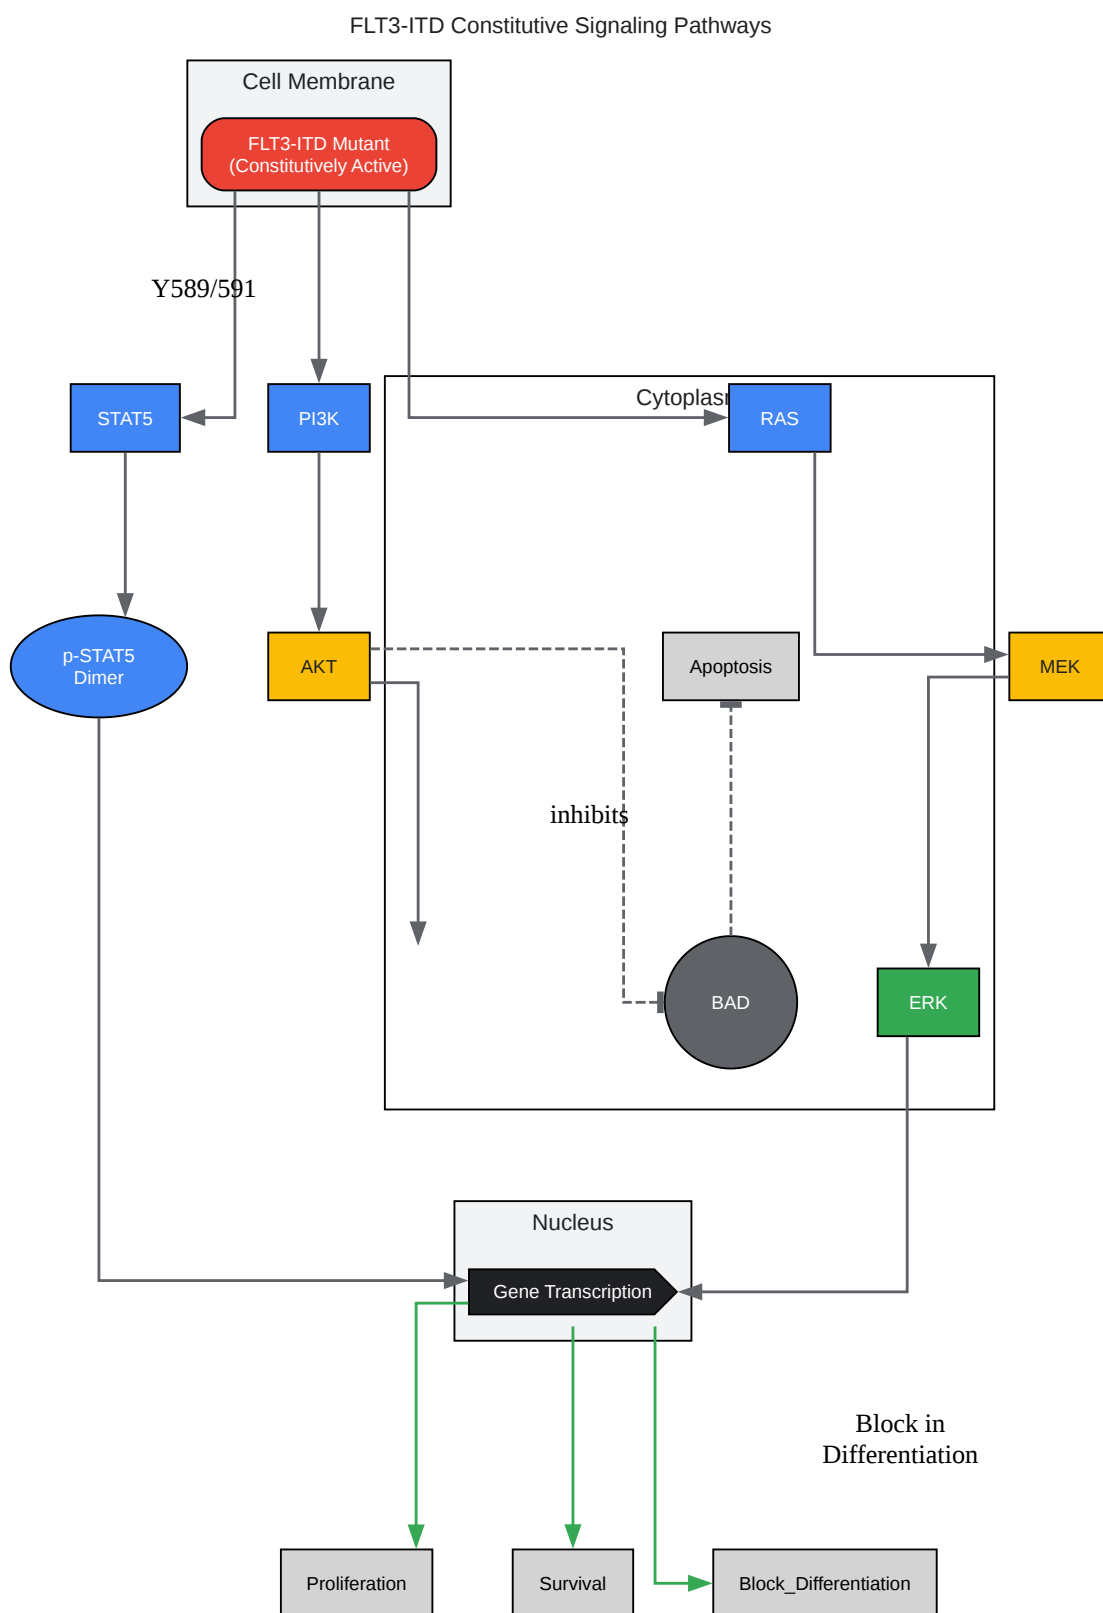 FLT3-ITD Constitutive Signaling Pathways
Cell Membrane
FLT3-ITD Mutant
(Constitutively Active)
Y589/591
Cytoplasm
STAT5
PI3K
RAS
p-STAT5
Dimer
AKT
Apoptosis
MEK
inhibits
BAD
ERK
Nucleus
Gene Transcription
Block in
Differentiation
Proliferation
Survival
Block_Differentiation